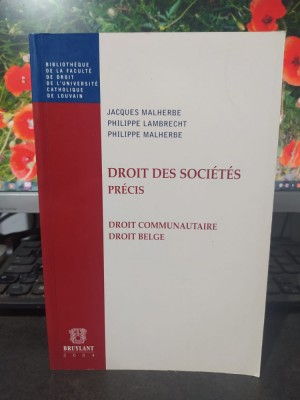 BIBLIOTHÈQUE
DE LA FACULTÉ
DE DROIT
DE L'UNIVERSITÉ
CATHOLIQUE
DE LOUVAIN
JACQUES MALHERBE
PHILIPPE LAMBRECHT
PHILIPPE MALHERBE
DROIT DES SOCIÉTÉS
PRÉCIS
DROIT COMMUNAUTAIRE
DROIT BELGE
BRUYLANT
2004